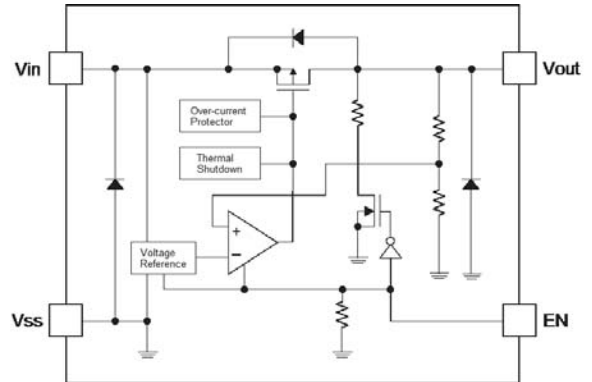 Vin
Vout
Over-current
Protector
Thermal
Shutdown
+
Voltage
Reference
−
Vss
EN